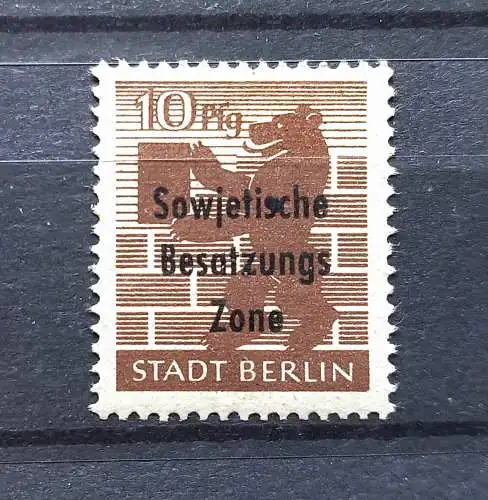 10 Pfg
Sowjetische
Besatzungs
Zone
STADT BERLIN